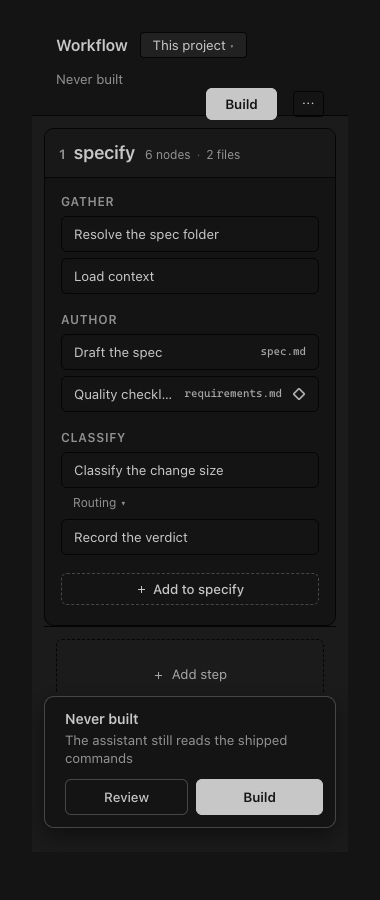 Workflow This project ·
Never built
Build ···
1 specify 6 nodes · 2 files
GATHER
Resolve the spec folder
Load context
AUTHOR
Draft the spec spec.md
Quality checkl... requirements.md
CLASSIFY
Classify the change size
Routing
Record the verdict
+ Add to specify
+ Add step
Never built
The assistant still reads the shipped
commands
Review Build